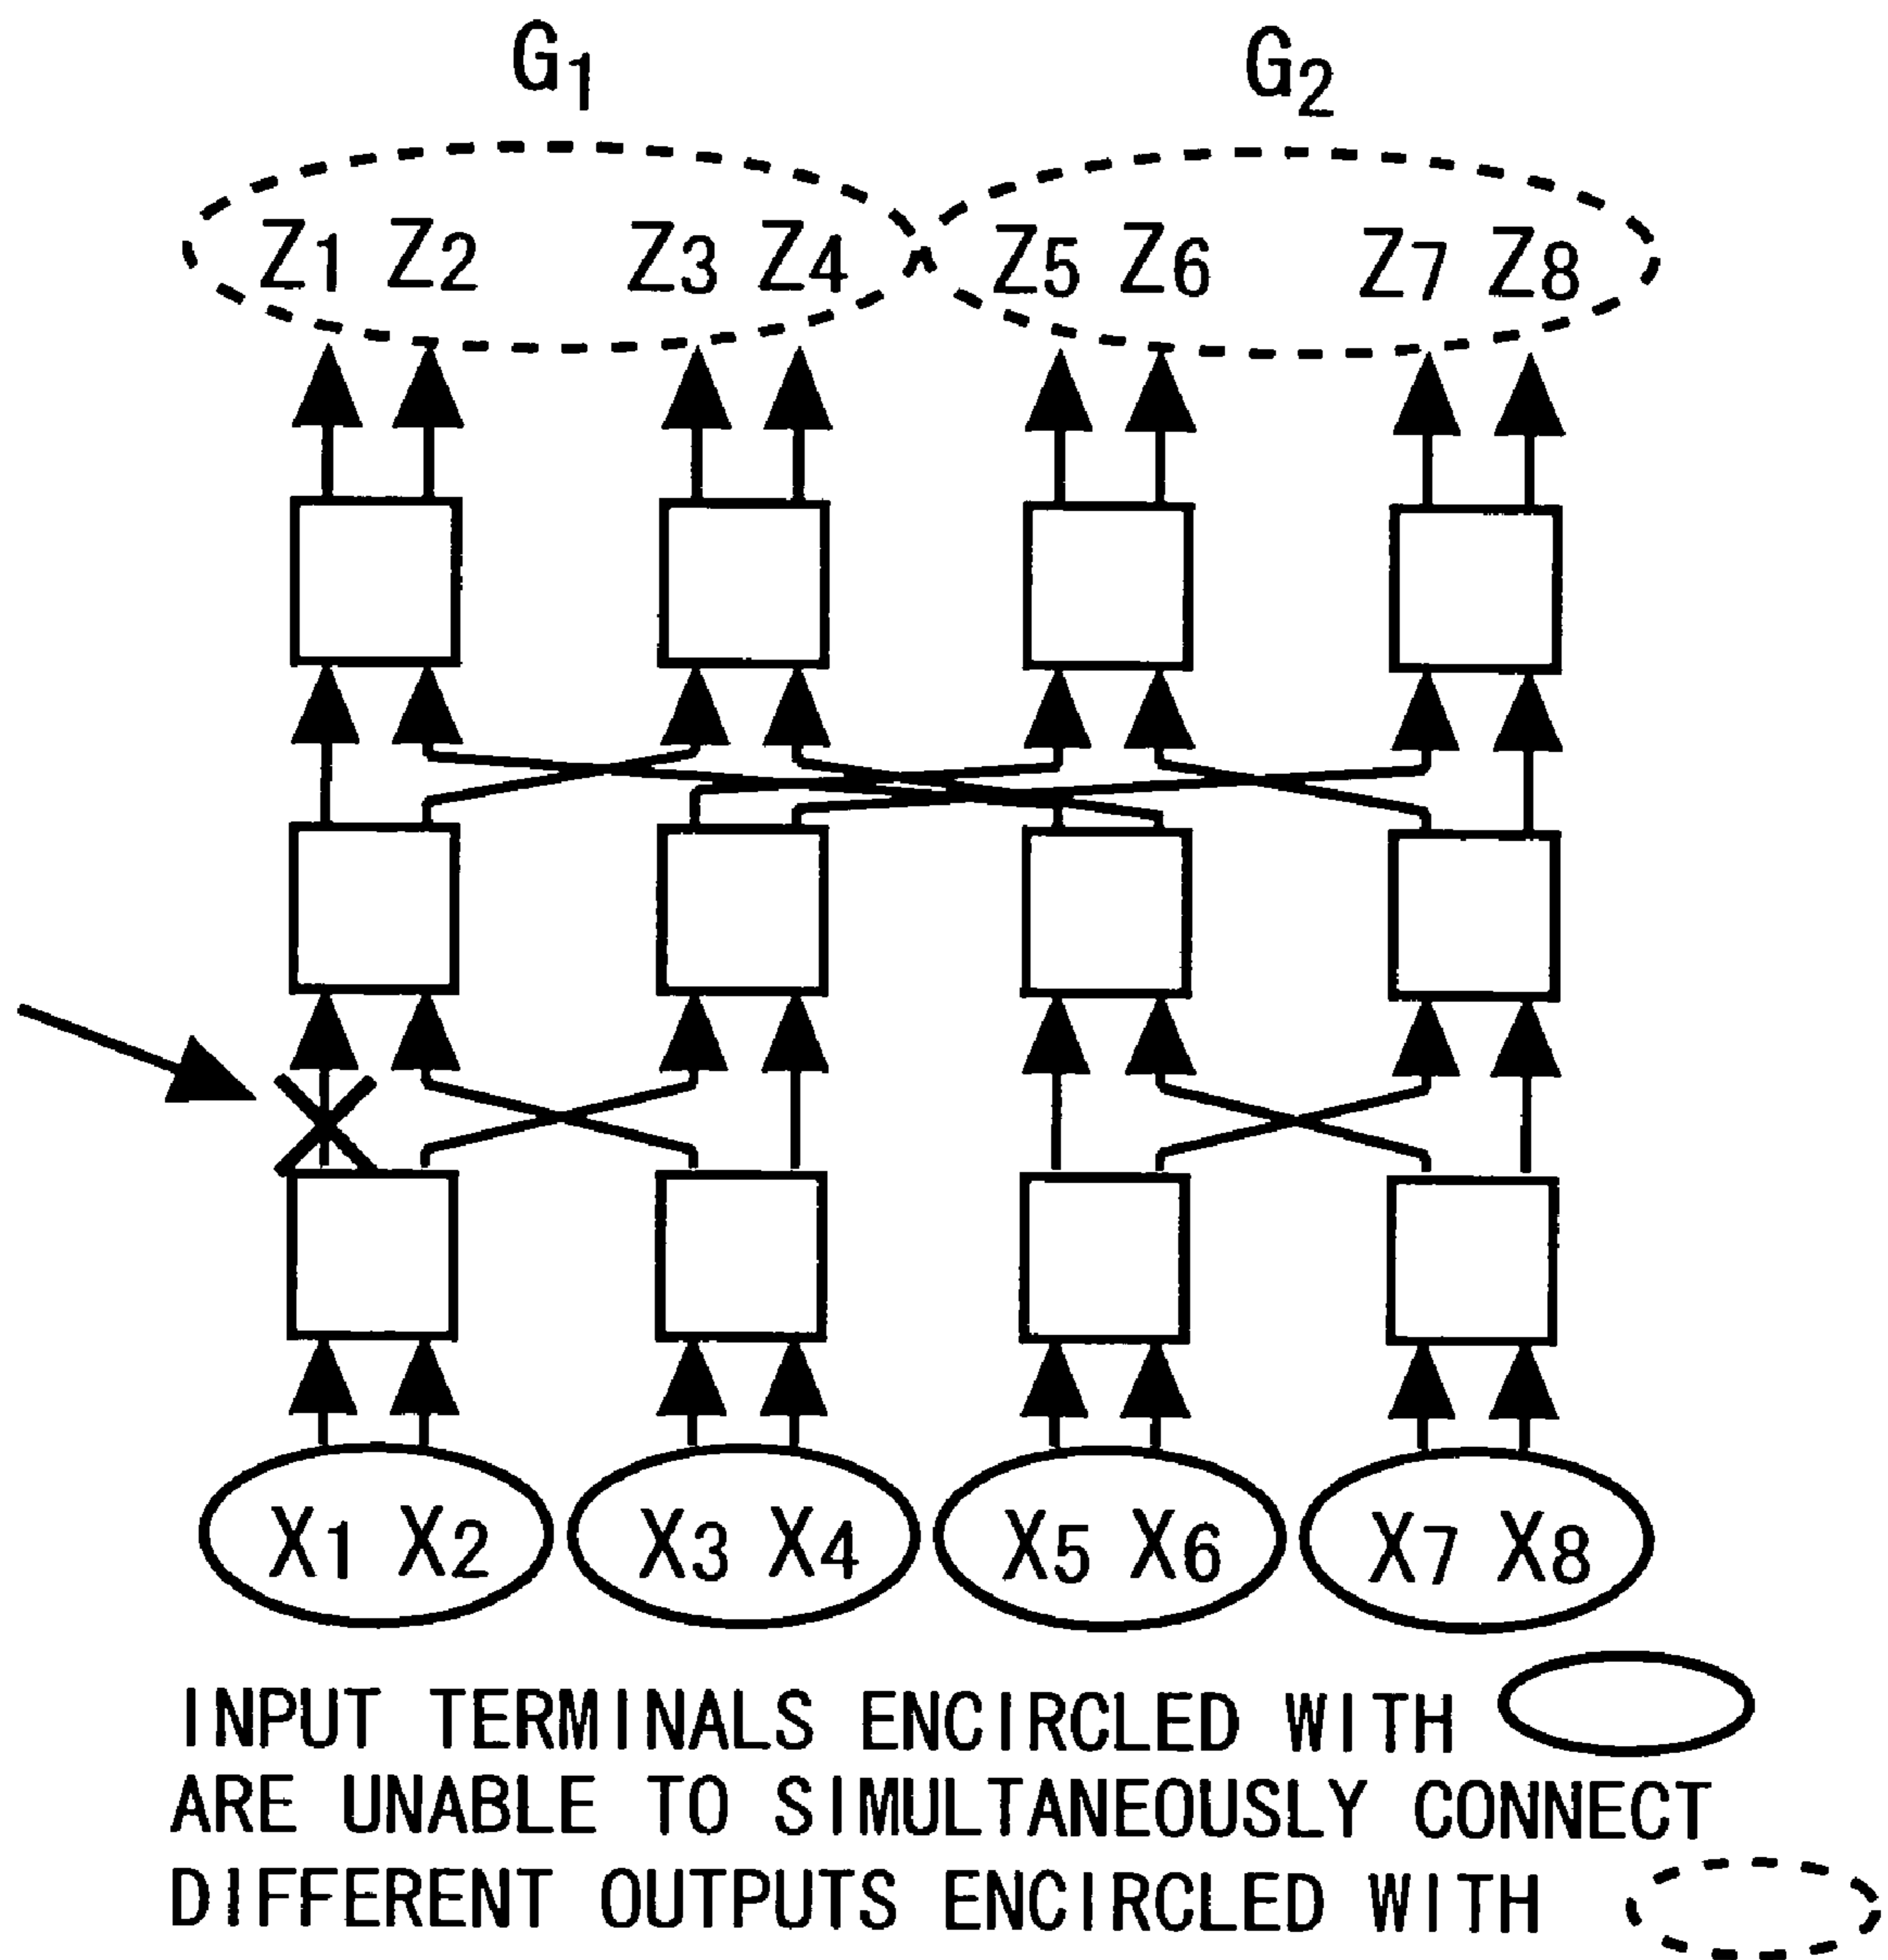 G1 G2
Z1 Z2 Z3 Z4 Z5 Z6 Z7 Z8
X1 X2 X3 X4 X5 X6 X7 X8
INPUT TERMINALS ENCIRCLED WITH
ARE UNABLE TO SIMULTANEOUSLY CONNECT
DIFFERENT OUTPUTS ENCIRCLED WITH